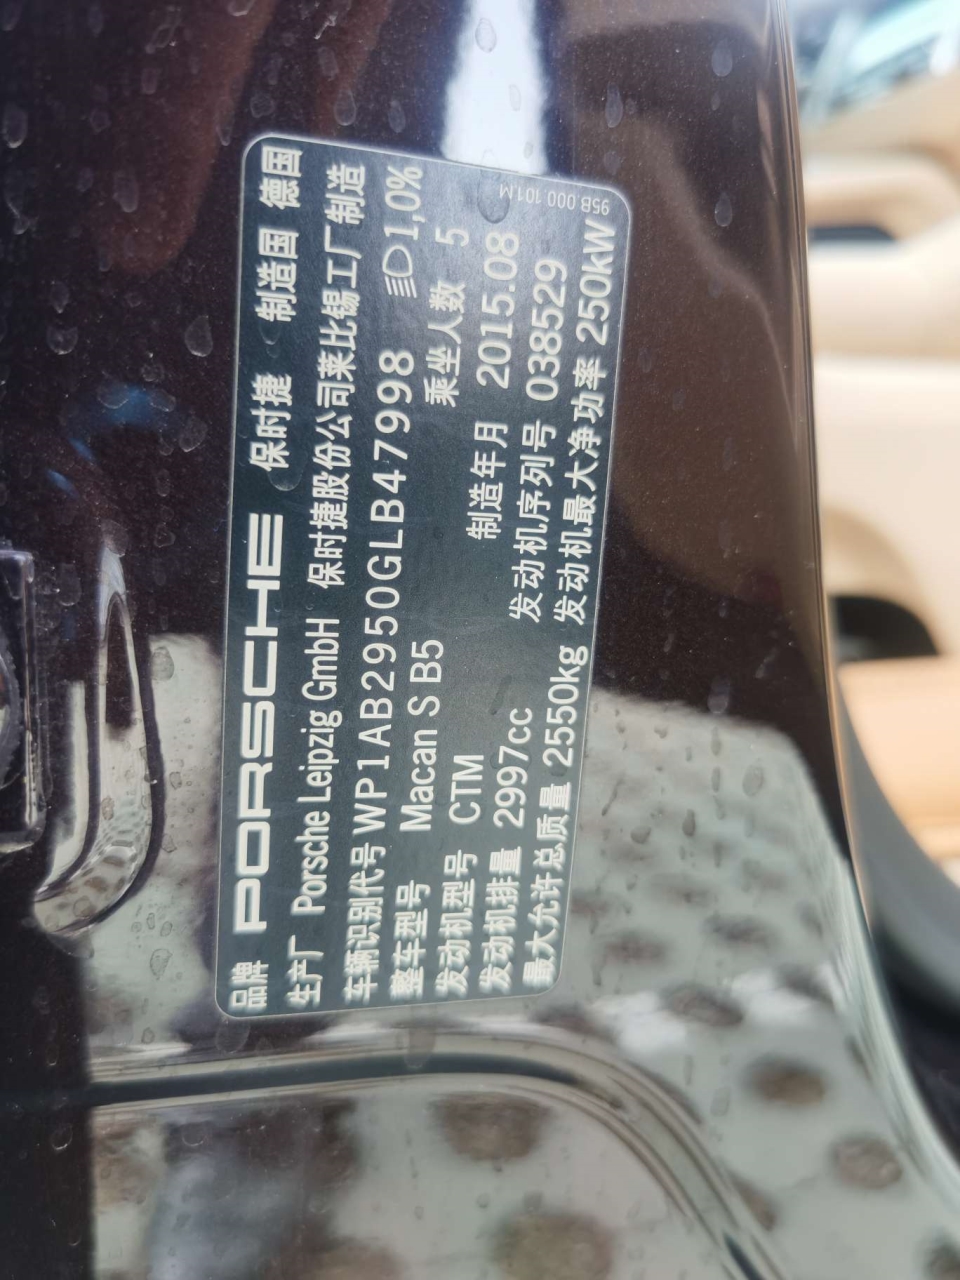 品牌 PORSCHE 保时捷 制造国 德国
生产厂 Porsche Leipzig GmbH 保时捷股份公司莱比锡工厂制造
车辆识别代号 WP1AB2950GLB47998 1,0%
整车型号 Macan S B5 乘坐人数 5
发动机型号 CTM 制造年月 2015.08
发动机排量 2997cc 发动机序列号 038529
最大允许总质量 2550kg 发动机最大净功率 250kW
95B.000.101.M